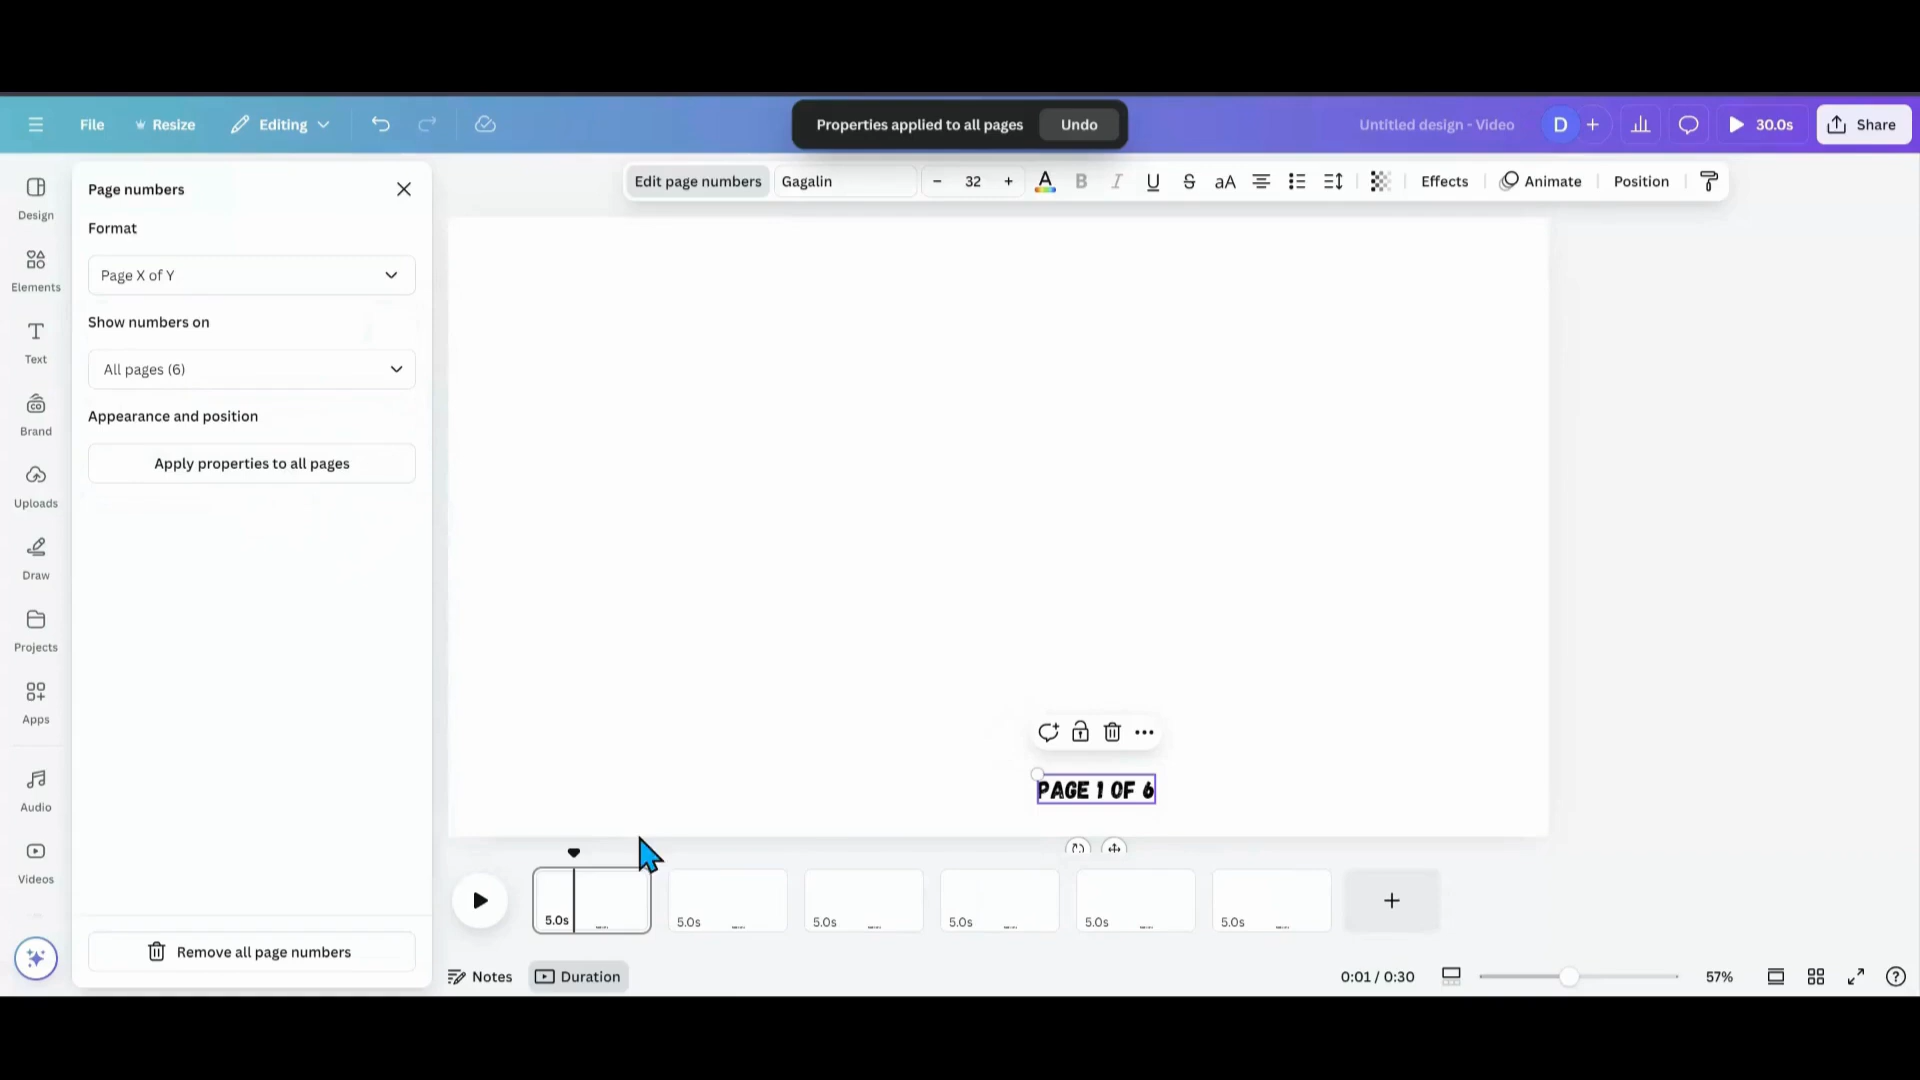 File Resize Editing Properties applied to all pages Undo Untitled design - Video D 30.0s Share
Page numbers
Edit page numbers Gagalin 32 A B I U S aA Effects Animate Position
Design
Elements
Text
Brand
Uploads
Draw
Projects
Apps
Audio
Videos
Format
Page X of Y
Show numbers on
All pages (6)
Appearance and position
Apply properties to all pages
Remove all page numbers
PAGE 1 OF 6
5.0s 5.0s 5.0s 5.0s 5.0s 5.0s
Notes Duration 0:01 / 0:30 57%